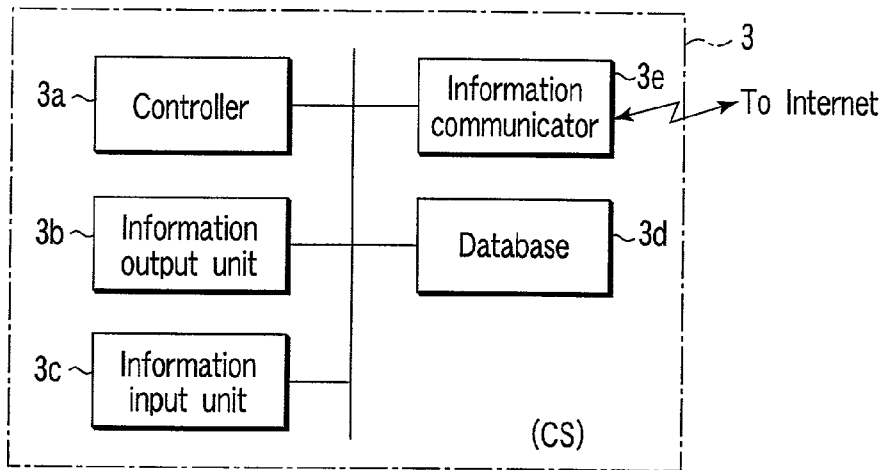 3
3a
Controller
3e
Information
communicator
To Internet
3b
Information
output unit
Database
3d
3c
Information
input unit
(CS)